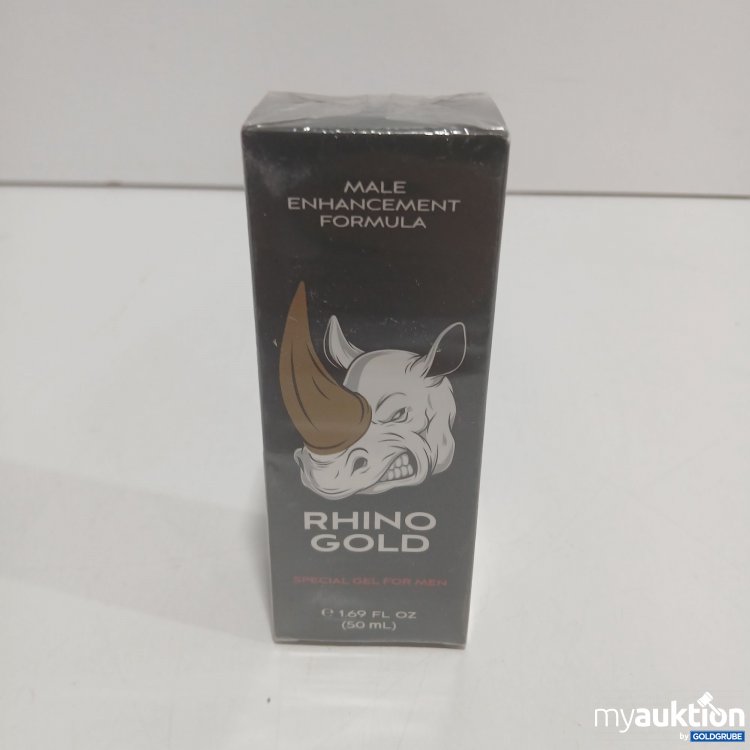 MALE
ENHANCEMENT
FORMULA
RHINO
GOLD
SPECIAL GEL FOR MEN
℮ 1.69 FL OZ
(50 mL)
myauktion
by GOLDGRUBE